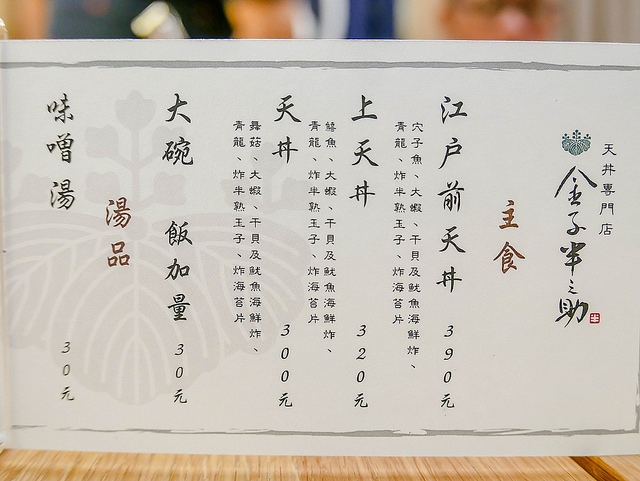 天丼專門店
金子半之助
主食
江戶前天丼 390元
穴子魚、大蝦、干貝及魷魚海鮮炸、
青龍、炸半熟玉子、炸海苔片
上天丼 320元
鱚魚、大蝦、干貝及魷魚海鮮炸、
青龍、炸半熟玉子、炸海苔片
天丼 300元
舞菇、大蝦、干貝及魷魚海鮮炸、
青龍、炸半熟玉子、炸海苔片
大碗 飯加量 30元
湯品
味噌湯 30元